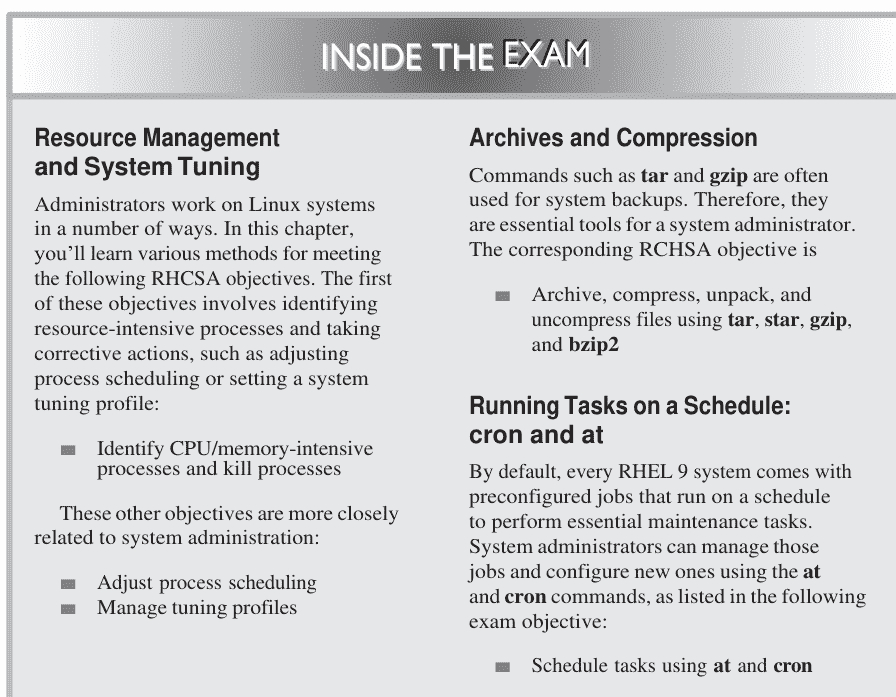 INSIDE THE EXAM
Resource Management
and System Tuning
Administrators work on Linux systems
in a number of ways. In this chapter,
you'll learn various methods for meeting
the following RHCSA objectives. The first
of these objectives involves identifying
resource-intensive processes and taking
corrective actions, such as adjusting
process scheduling or setting a system
tuning profile:
Identify CPU/memory-intensive
processes and kill processes
These other objectives are more closely
related to system administration:
Adjust process scheduling
Manage tuning profiles
Archives and Compression
Commands such as tar and gzip are often
used for system backups. Therefore, they
are essential tools for a system administrator.
The corresponding RCHSA objective is
Archive, compress, unpack, and
uncompress files using tar, star, gzip,
and bzip2
Running Tasks on a Schedule:
cron and at
By default, every RHEL 9 system comes with
preconfigured jobs that run on a schedule
to perform essential maintenance tasks.
System administrators can manage those
jobs and configure new ones using the at
and cron commands, as listed in the following
exam objective:
Schedule tasks using at and cron